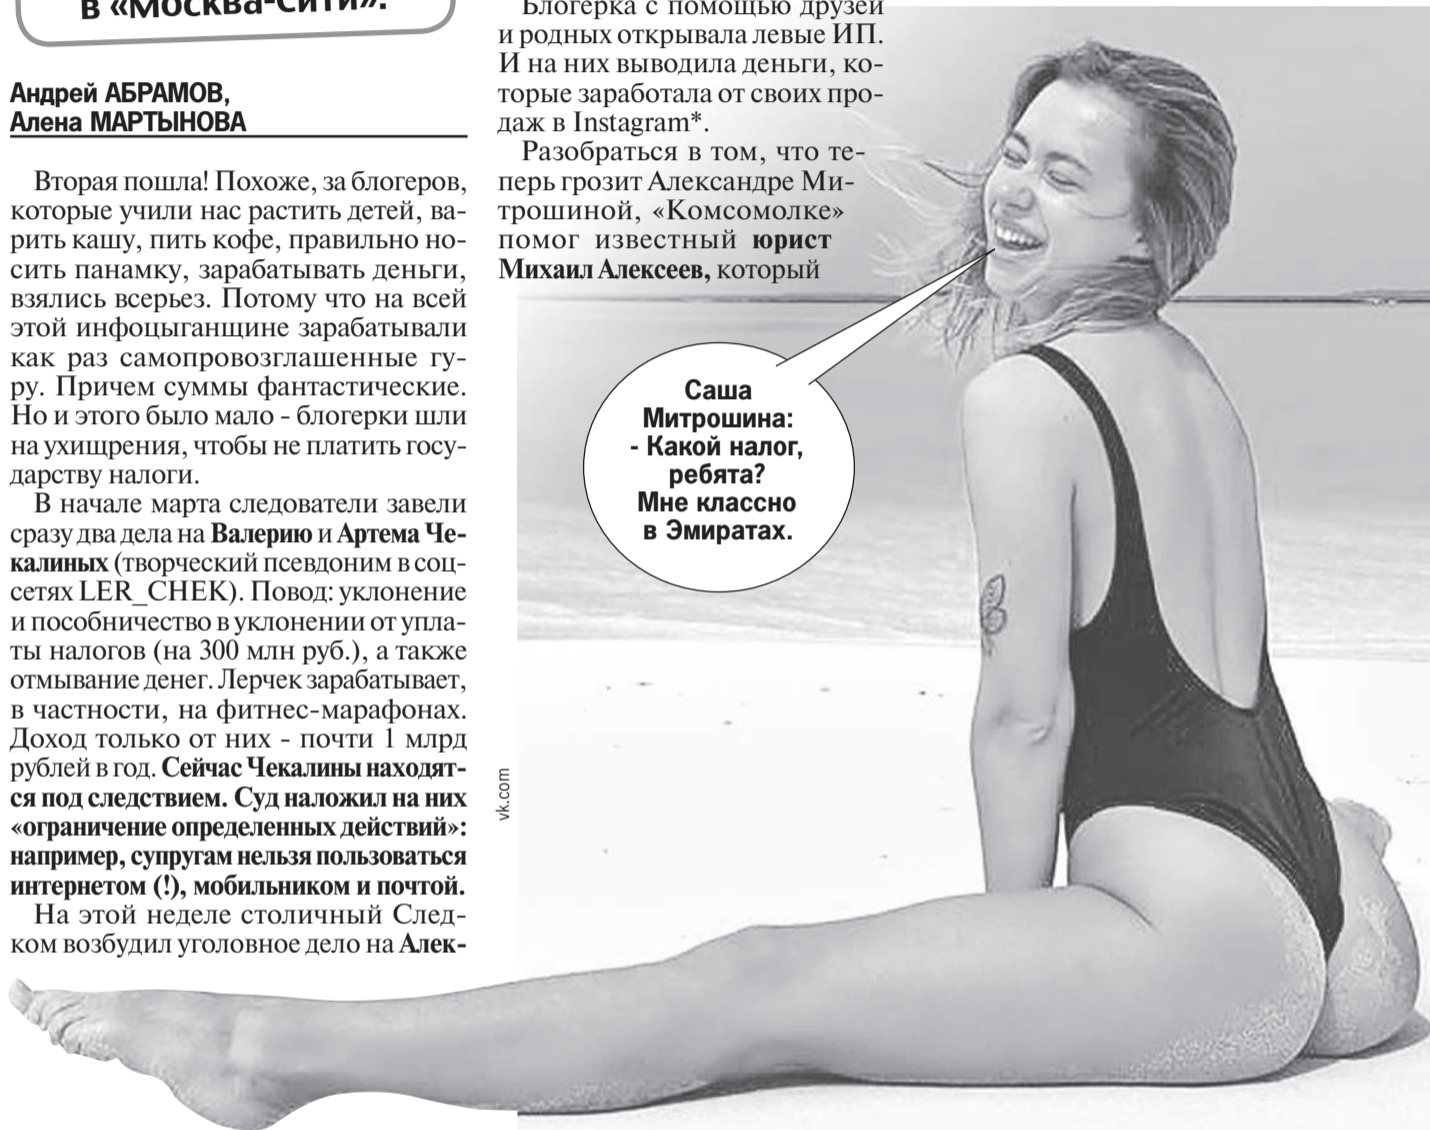 в «Москва-Сити».
Андрей АБРАМОВ,
Алена МАРТЫНОВА
Вторая пошла! Похоже, за блогеров,
которые учили нас растить детей, ва-
рить кашу, пить кофе, правильно но-
сить панамку, зарабатывать деньги,
взялись всерьез. Потому что на всей
этой инфоцыганщине зарабатывали
как раз самопровозглашенные гу-
ру. Причем суммы фантастические.
Но и этого было мало - блогерки шли
на ухищрения, чтобы не платить госу-
дарству налоги.
В начале марта следователи завели
сразу два дела на Валерию и Артема Че-
калиных (творческий псевдоним в соц-
сетях LER_CHEK). Повод: уклонение
и пособничество в уклонении от упла-
ты налогов (на 300 млн руб.), а также
отмывание денег. Лерчек зарабатывает,
в частности, на фитнес-марафонах.
Доход только от них - почти 1 млрд
рублей в год. Сейчас Чекалины находят-
ся под следствием. Суд наложил на них
«ограничение определенных действий»:
например, супругам нельзя пользоваться
интернетом (!), мобильником и почтой.
На этой неделе столичный След-
ком возбудил уголовное дело на Алек-
Блогерка с помощью друзей
и родных открывала левые ИП.
И на них выводила деньги, ко-
торые заработала от своих про-
даж в Instagram*.
Разобраться в том, что те-
перь грозит Александре Ми-
трошиной, «Комсомолке»
помог известный юрист
Михаил Алексеев, который
Саша
Митрошина:
- Какой налог,
ребята?
Мне классно
в Эмиратах.
vk.com